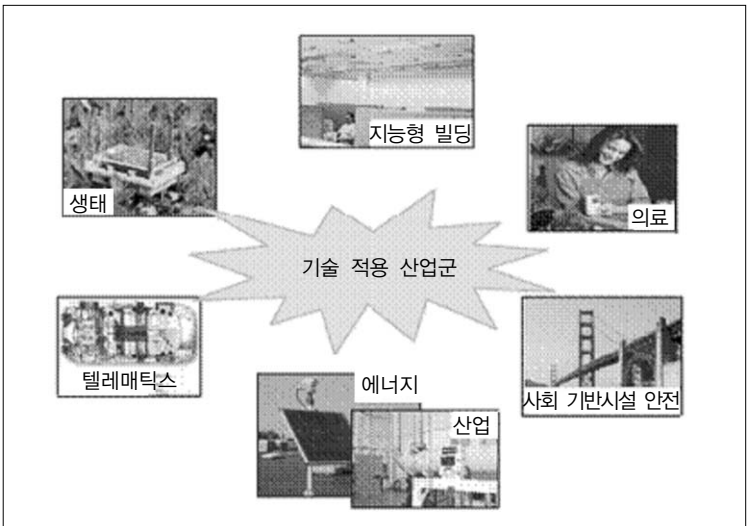 지능형 빌딩
생태
의료
기술 적용 산업군
텔레매틱스
에너지
사회 기반시설 안전
산업